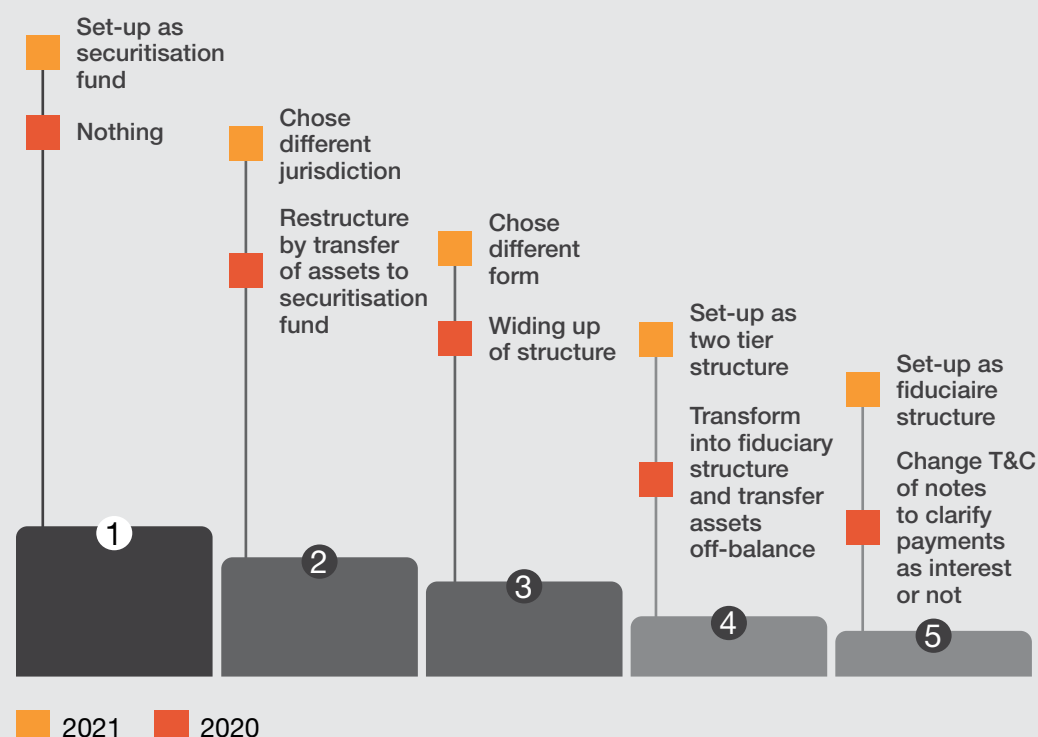 Set-up as
securitisation
fund
Nothing
1
Chose
different
jurisdiction
Restructure
by transfer
of assets to
securitisation
fund
2
Chose
different
form
Widing up
of structure
3
Set-up as
two tier
structure
Transform
into fiduciary
structure
and transfer
assets
off-balance
4
Set-up as
fiduciaire
structure
Change T&C
of notes
to clarify
payments
as interest
or not
5
2021
2020